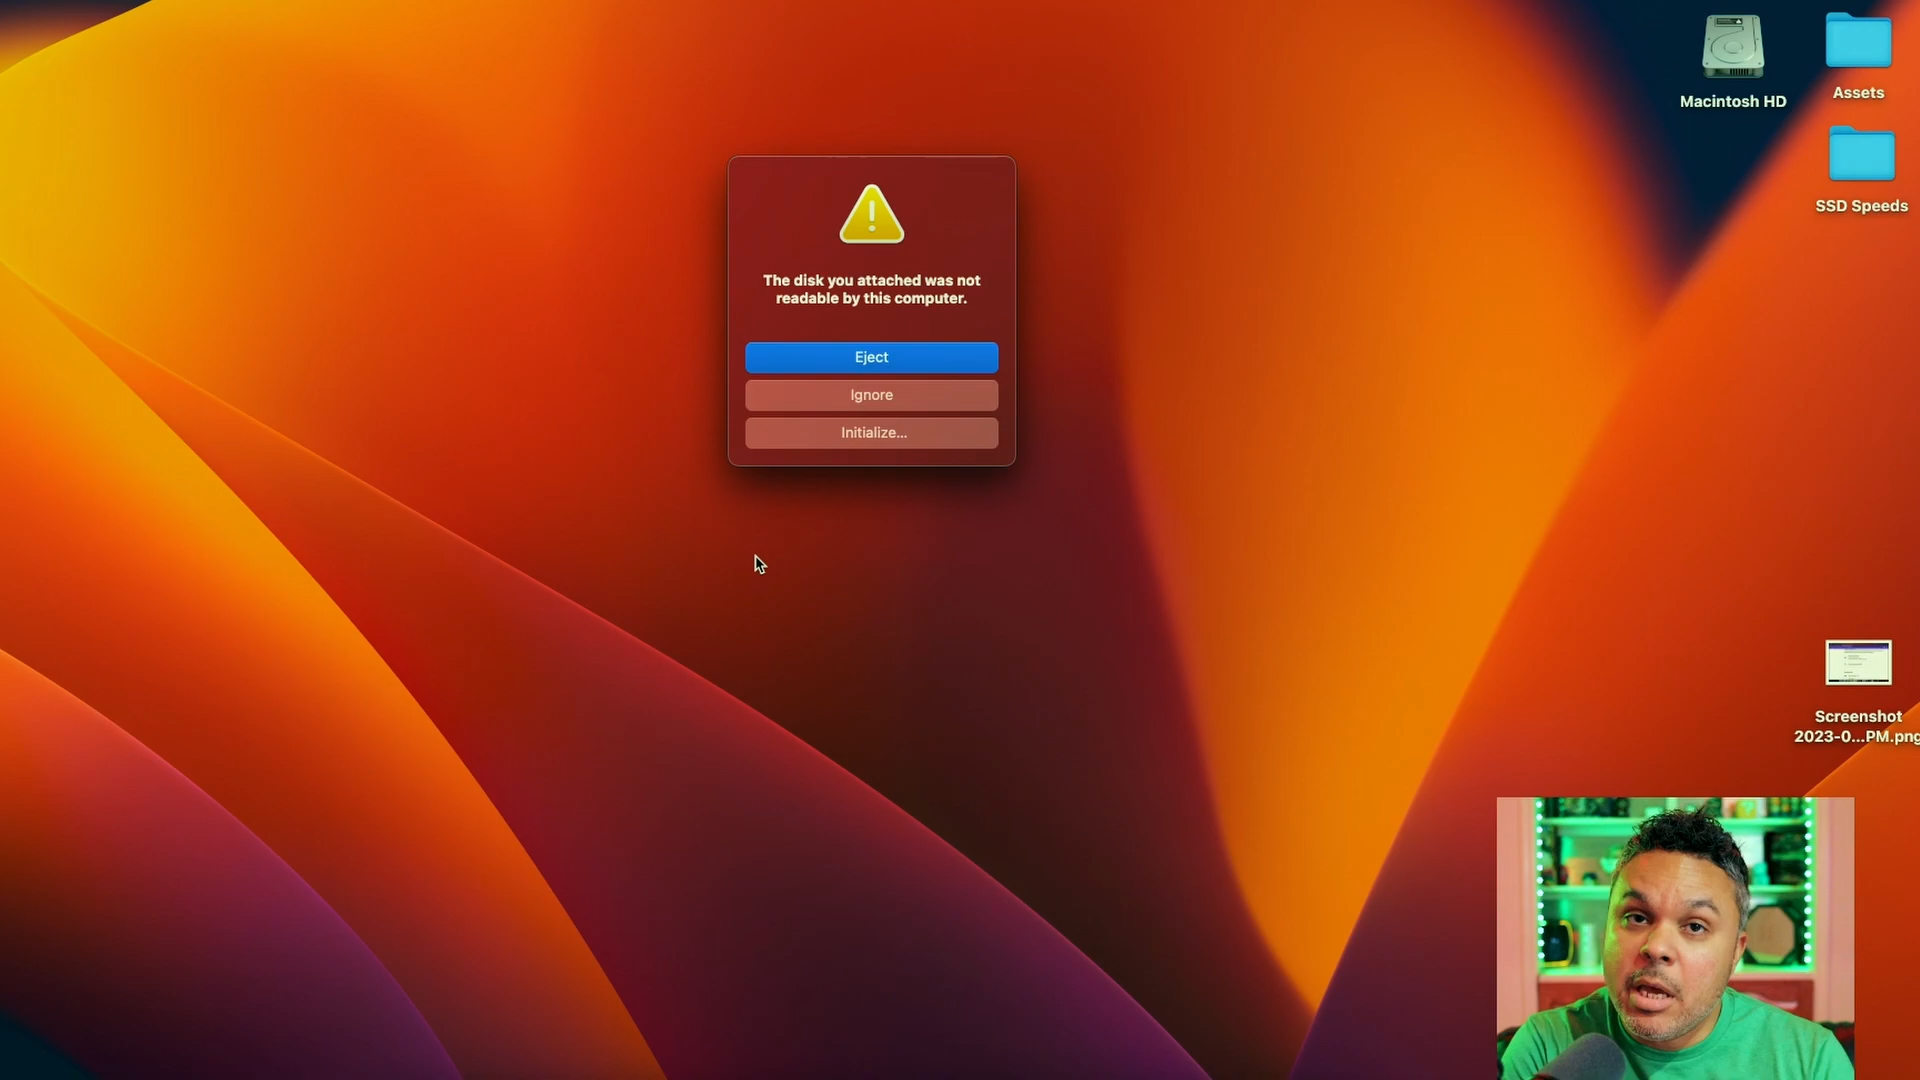 Macintosh HD
Assets
SSD Speeds
The disk you attached was not
readable by this computer.
Eject
Ignore
Initialize...
Screenshot
2023-0...PM.png